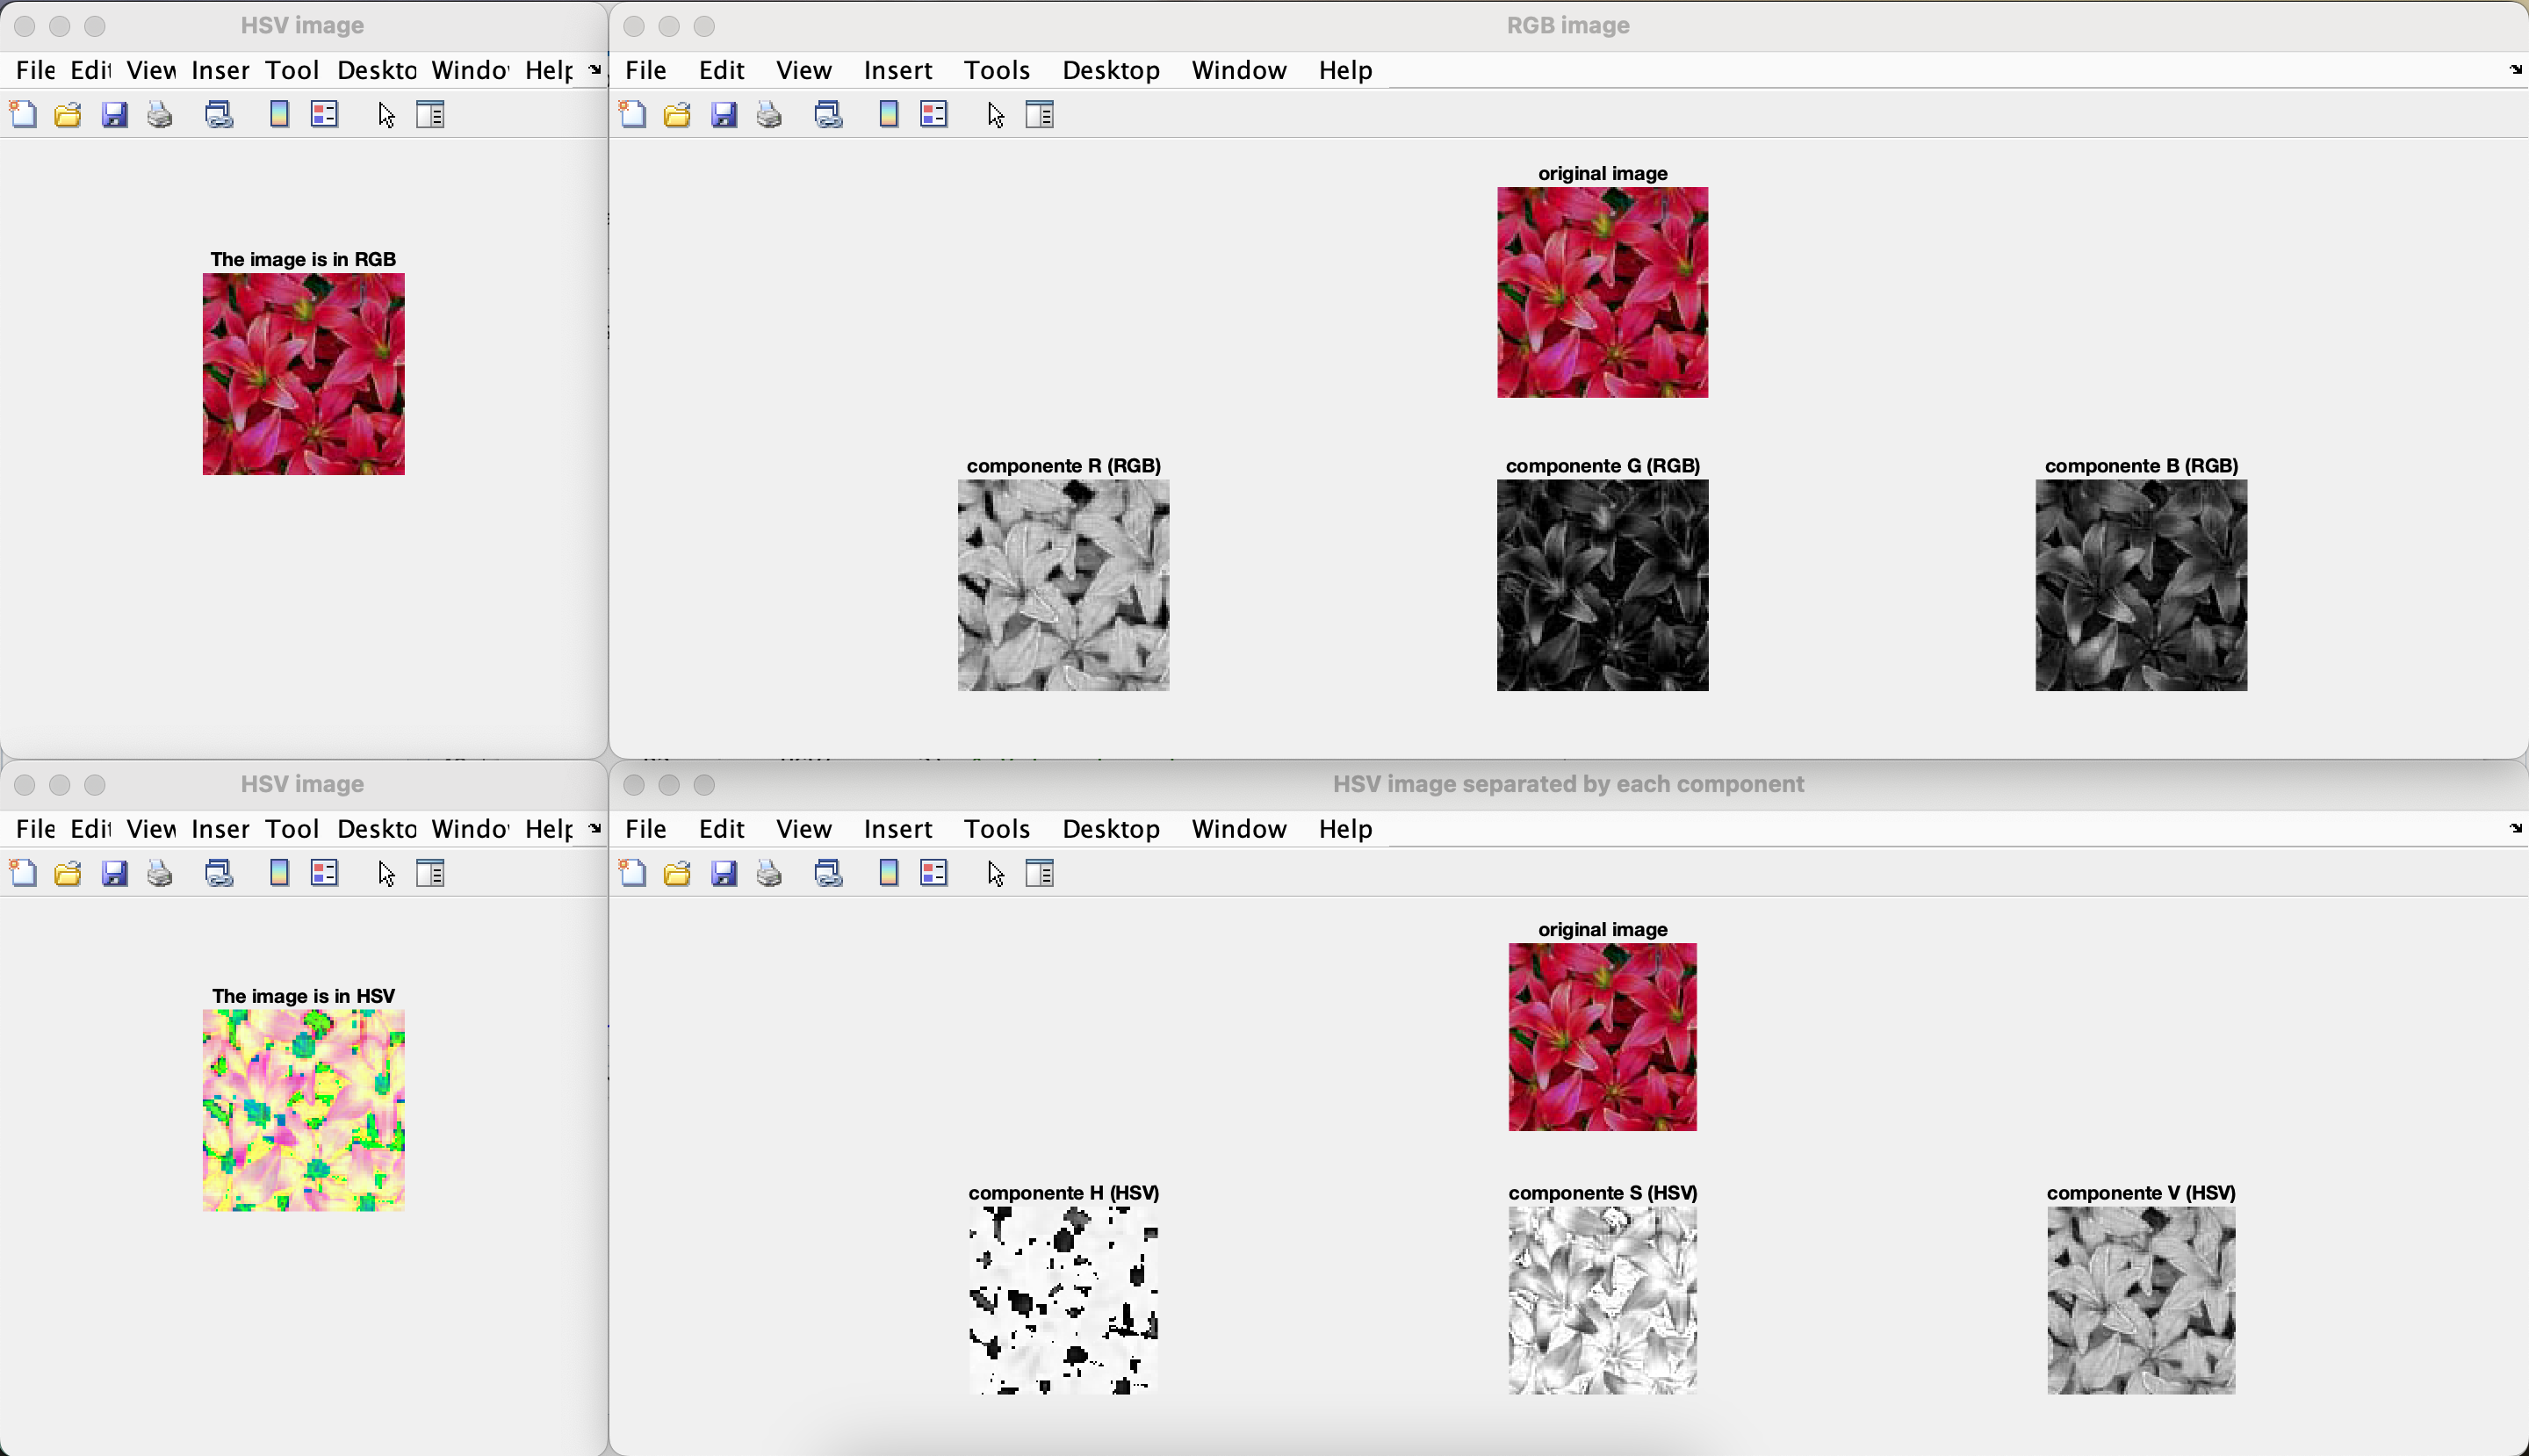 HSV image
File Edit View Inser Tool Deskto Windo Help
The image is in RGB
RGB image
File Edit View Insert Tools Desktop Window Help
original image
componente R (RGB) componente G (RGB) componente B (RGB)
HSV image
File Edit View Inser Tool Deskto Windo Help
The image is in HSV
HSV image separated by each component
File Edit View Insert Tools Desktop Window Help
original image
componente H (HSV) componente S (HSV) componente V (HSV)